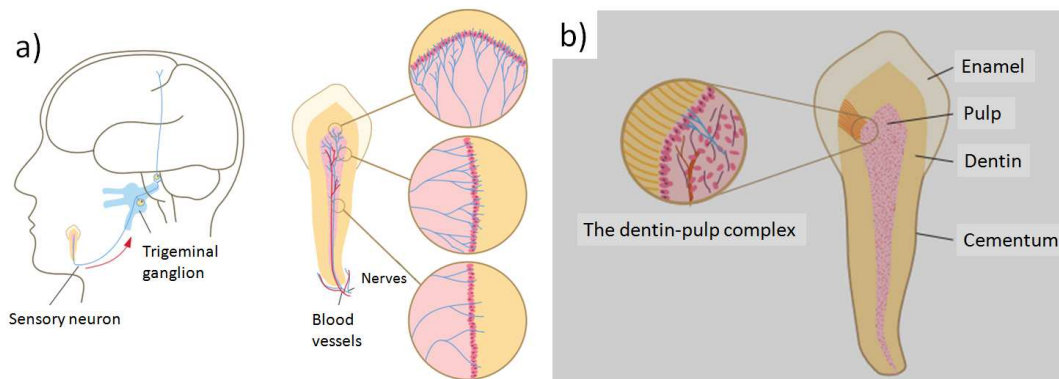 a)
Trigeminal
ganglion
Sensory neuron
Nerves
Blood
vessels
b)
Enamel
Pulp
Dentin
The dentin-pulp complex
Cementum